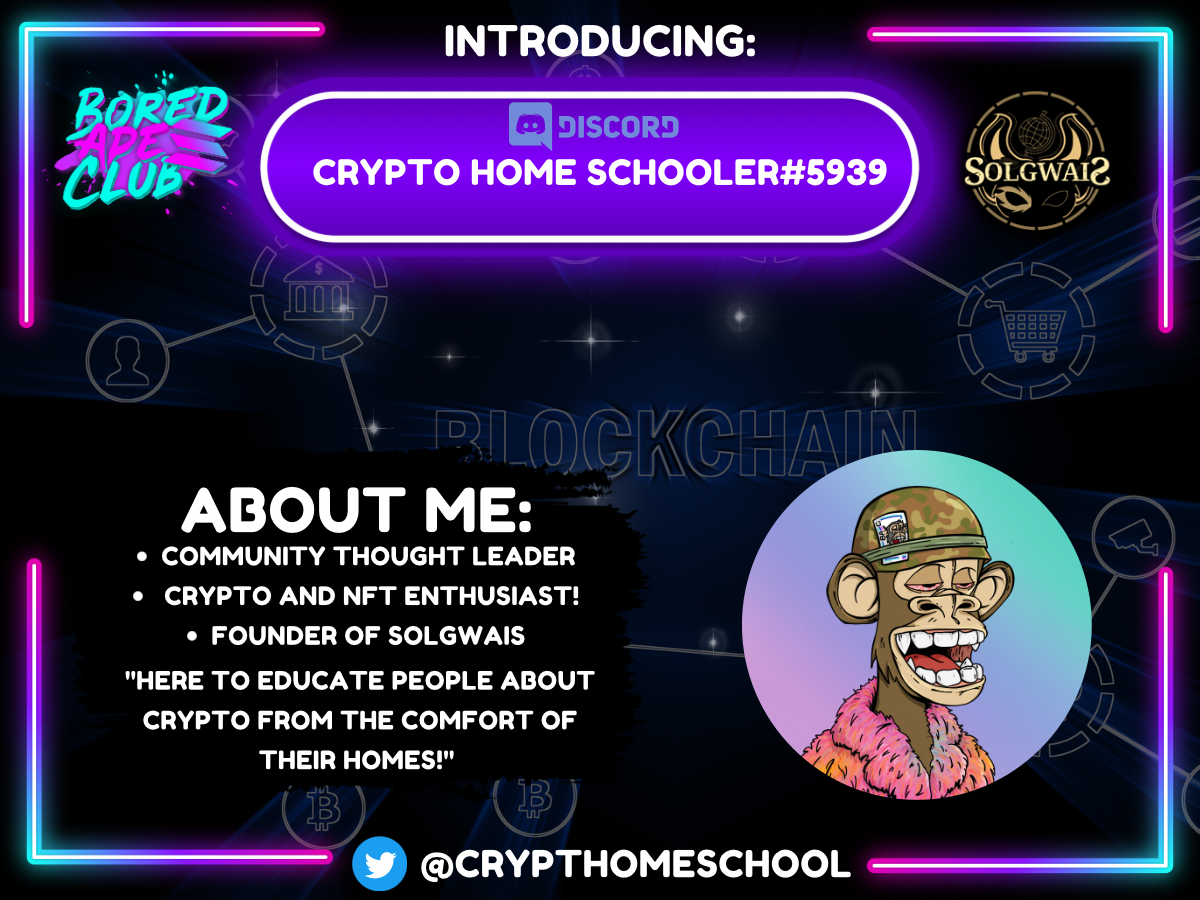 INTRODUCING:
BORED
APE
CLUB
DISCORD
CRYPTO HOME SCHOOLER#5939
SOLGWAIS
$
BLOCKCHAIN
ABOUT ME:
• COMMUNITY THOUGHT LEADER
• CRYPTO AND NFT ENTHUSIAST!
• FOUNDER OF SOLGWAIS
"HERE TO EDUCATE PEOPLE ABOUT
CRYPTO FROM THE COMFORT OF
THEIR HOMES!"
@CRYPTHOMESCHOOL